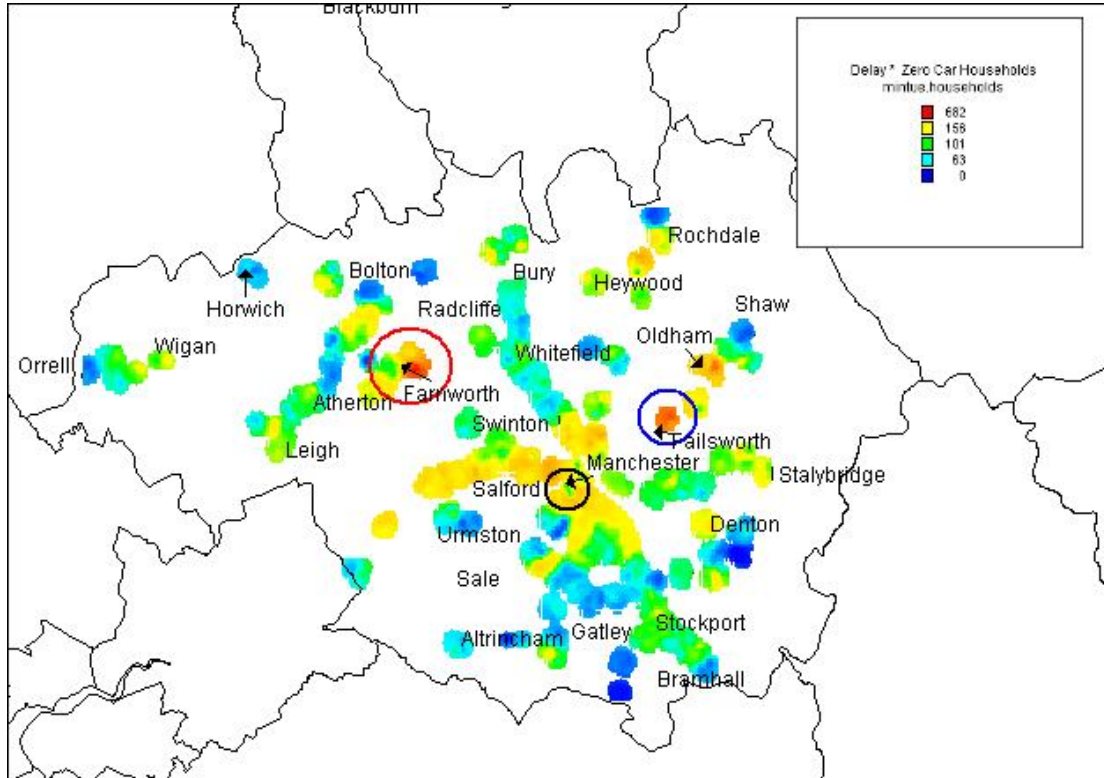 Blackburn
Delay * Zero Car Households
mintue.households
682
156
101
63
0
Rochdale
Bolton
Bury
Heywood
Horwich
Radcliffe
Shaw
Oldham
Wigan
Whitefield
Orrell
Farnworth
Atherton
Swinton
Failsworth
Leigh
Manchester
Stalybridge
Salford
Denton
Urmston
Sale
Gatley
Stockport
Altrincham
Bramhall